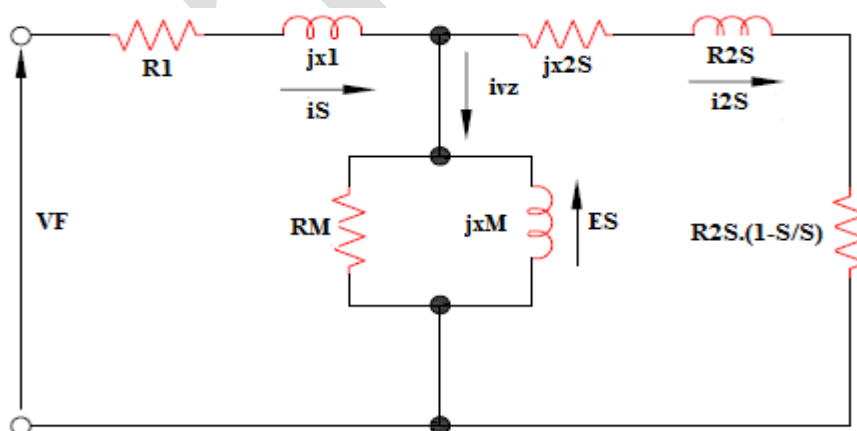 R1
jx1
iS
ivz
jx2S
R2S
i2S
VF
RM
jxM
ES
R2S.(1-S/S)